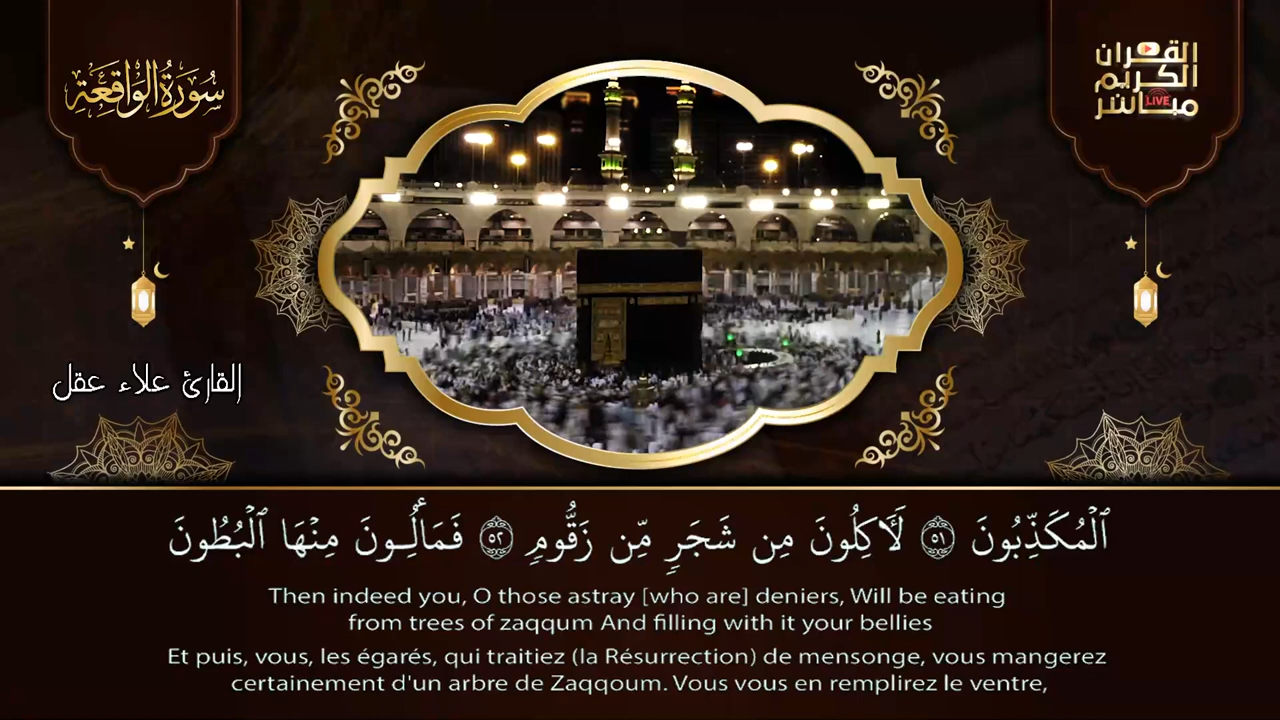 سُورَةُ الوَاقِعَة
القرآن
الكريم
مباشر
LIVE
القارئ علاء عقل
ٱلْمُكَذِّبُونَ ٥١ لَـَٔاكِلُونَ مِن شَجَرٍ مِّن زَقُّومٍ ٥٢ فَمَالِـُٔونَ مِنْهَا ٱلْبُطُونَ
Then indeed you, O those astray [who are] deniers, Will be eating
from trees of zaqqum And filling with it your bellies
Et puis, vous, les égarés, qui traitiez (la Résurrection) de mensonge, vous mangerez
certainement d'un arbre de Zaqqoum. Vous vous en remplirez le ventre,